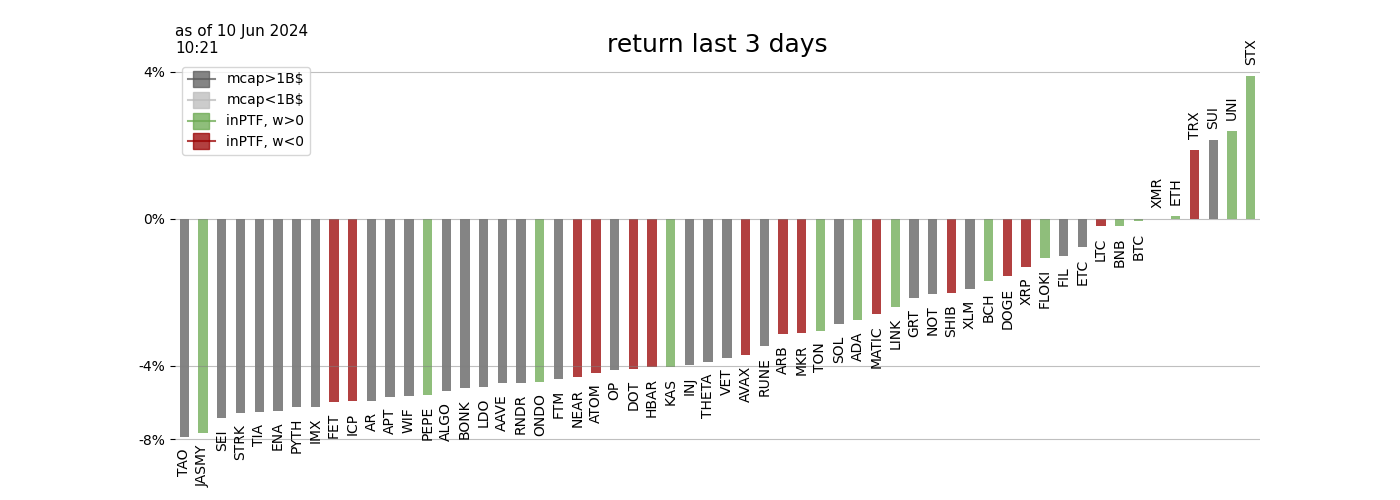 as of 10 Jun 2024
10:21
return last 3 days
4%
0%
-4%
-8%
mcap>1B$
mcap<1B$
inPTF, w>0
inPTF, w<0
TAO
JASMY
SEI
STRK
TIA
ENA
PYTH
IMX
FET
ICP
AR
APT
WIF
PEPE
ALGO
BONK
LDO
AAVE
RNDR
ONDO
FTM
NEAR
ATOM
OP
DOT
HBAR
KAS
INJ
THETA
VET
AVAX
RUNE
ARB
MKR
TON
SOL
ADA
MATIC
LINK
GRT
NOT
SHIB
XLM
BCH
DOGE
XRP
FLOKI
FIL
ETC
LTC
BNB
BTC
XMR
ETH
TRX
SUI
UNI
STX